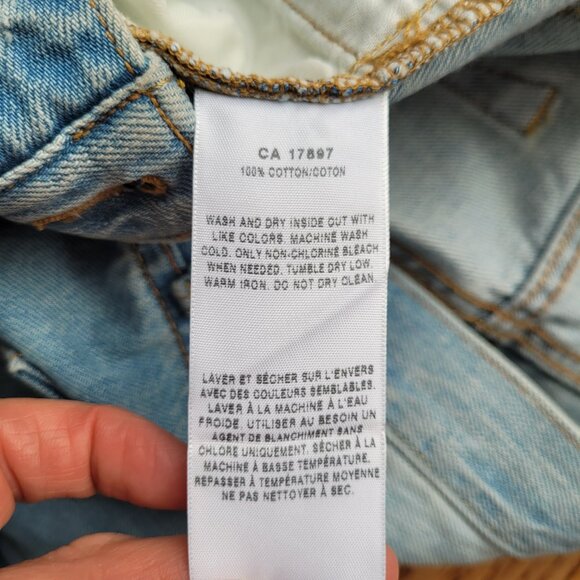 CA 17897
100% COTTON/COTON
WASH AND DRY INSIDE OUT WITH
LIKE COLORS. MACHINE WASH
COLD. ONLY NON-CHLORINE BLEACH
WHEN NEEDED. TUMBLE DRY LOW.
WARM IRON. DO NOT DRY CLEAN.
LAVER ET SÉCHER SUR L'ENVERS
AVEC DES COULEURS SEMBLABLES.
LAVER À LA MACHINE À L'EAU
FROIDE. UTILISER AU BESOIN UN
AGENT DE BLANCHIMENT SANS
CHLORE UNIQUEMENT. SÉCHER À LA
MACHINE À BASSE TEMPÉRATURE.
REPASSER À TEMPÉRATURE MOYENNE
NE PAS NETTOYER À SEC.